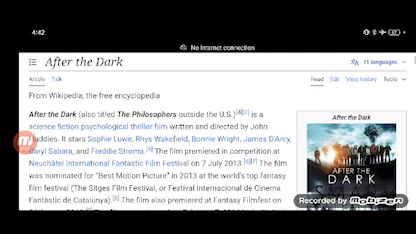 4:42
No internet connection
After the Dark
11 languages
Article Talk Read Edit View history Tools
From Wikipedia, the free encyclopedia
After the Dark (also titled The Philosophers outside the U.S.)[4][2] is a
science fiction psychological thriller film written and directed by John
Huddles. It stars Sophie Lowe, Rhys Wakefield, Bonnie Wright, James D'Arcy,
Daryl Sabara, and Freddie Stroma.[5] The film premiered in competition at
Neuchâtel International Fantastic Film Festival on 7 July 2013.[6][7] The film
was nominated for "Best Motion Picture" in 2013 at the world's top fantasy
film festival (The Sitges Film Festival, or Festival Internacional de Cinema
Fantàstic de Catalunya).[8] The film also premiered at Fantasy Filmfest on
After the Dark
AFTER THE
DARK
Recorded by Mobizen